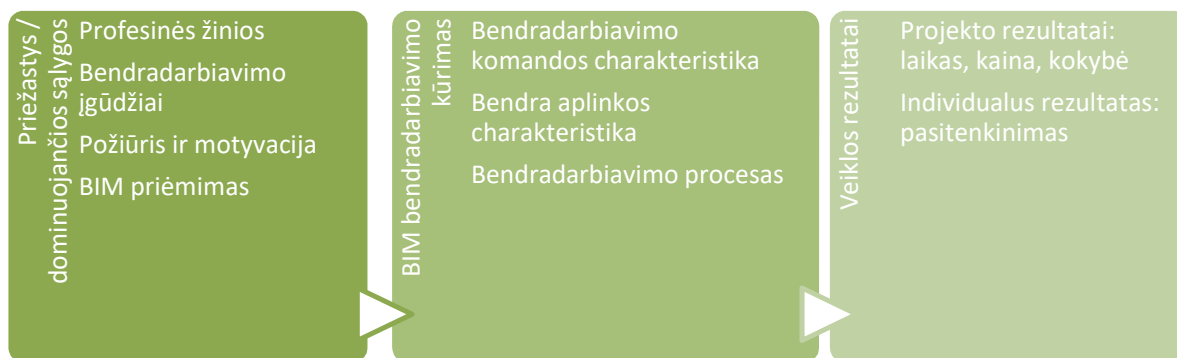 Priežastys /
dominuojančios sąlygos
Profesinės žinios
Bendradarbiavimo
įgūdžiai
Požiūris ir motyvacija
BIM priėmimas
BIM bendradarbiavimo
kūrimas
Bendradarbiavimo
komandos charakteristika
Bendra aplinkos
charakteristika
Bendradarbiavimo procesas
Veiklos rezultatai
Projekto rezultatai:
laikas, kaina, kokybė
Individualus rezultatas:
pasitenkinimas